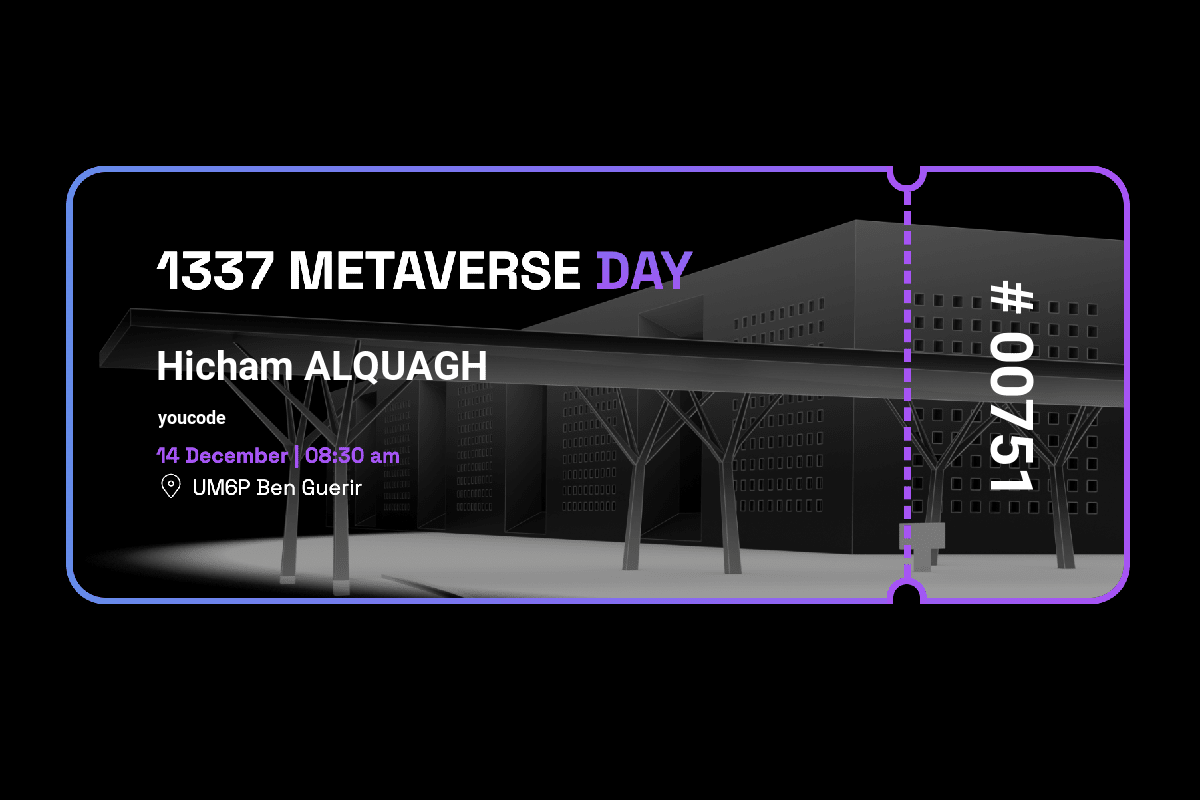 1337 METAVERSE DAY
Hicham ALQUAGH
youcode
14 December | 08:30 am
UM6P Ben Guerir
# 00751